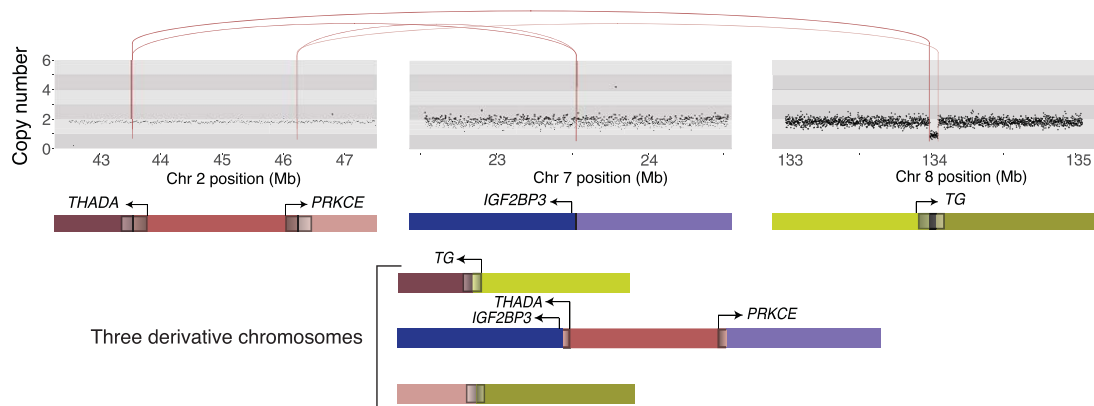 Copy number
6
4
2
0
43 44 45 46 47
23 24
133 134 135
Chr 2 position (Mb)
Chr 7 position (Mb)
Chr 8 position (Mb)
THADA PRKCE
IGF2BP3
TG
TG
THADA
IGF2BP3 PRKCE
Three derivative chromosomes